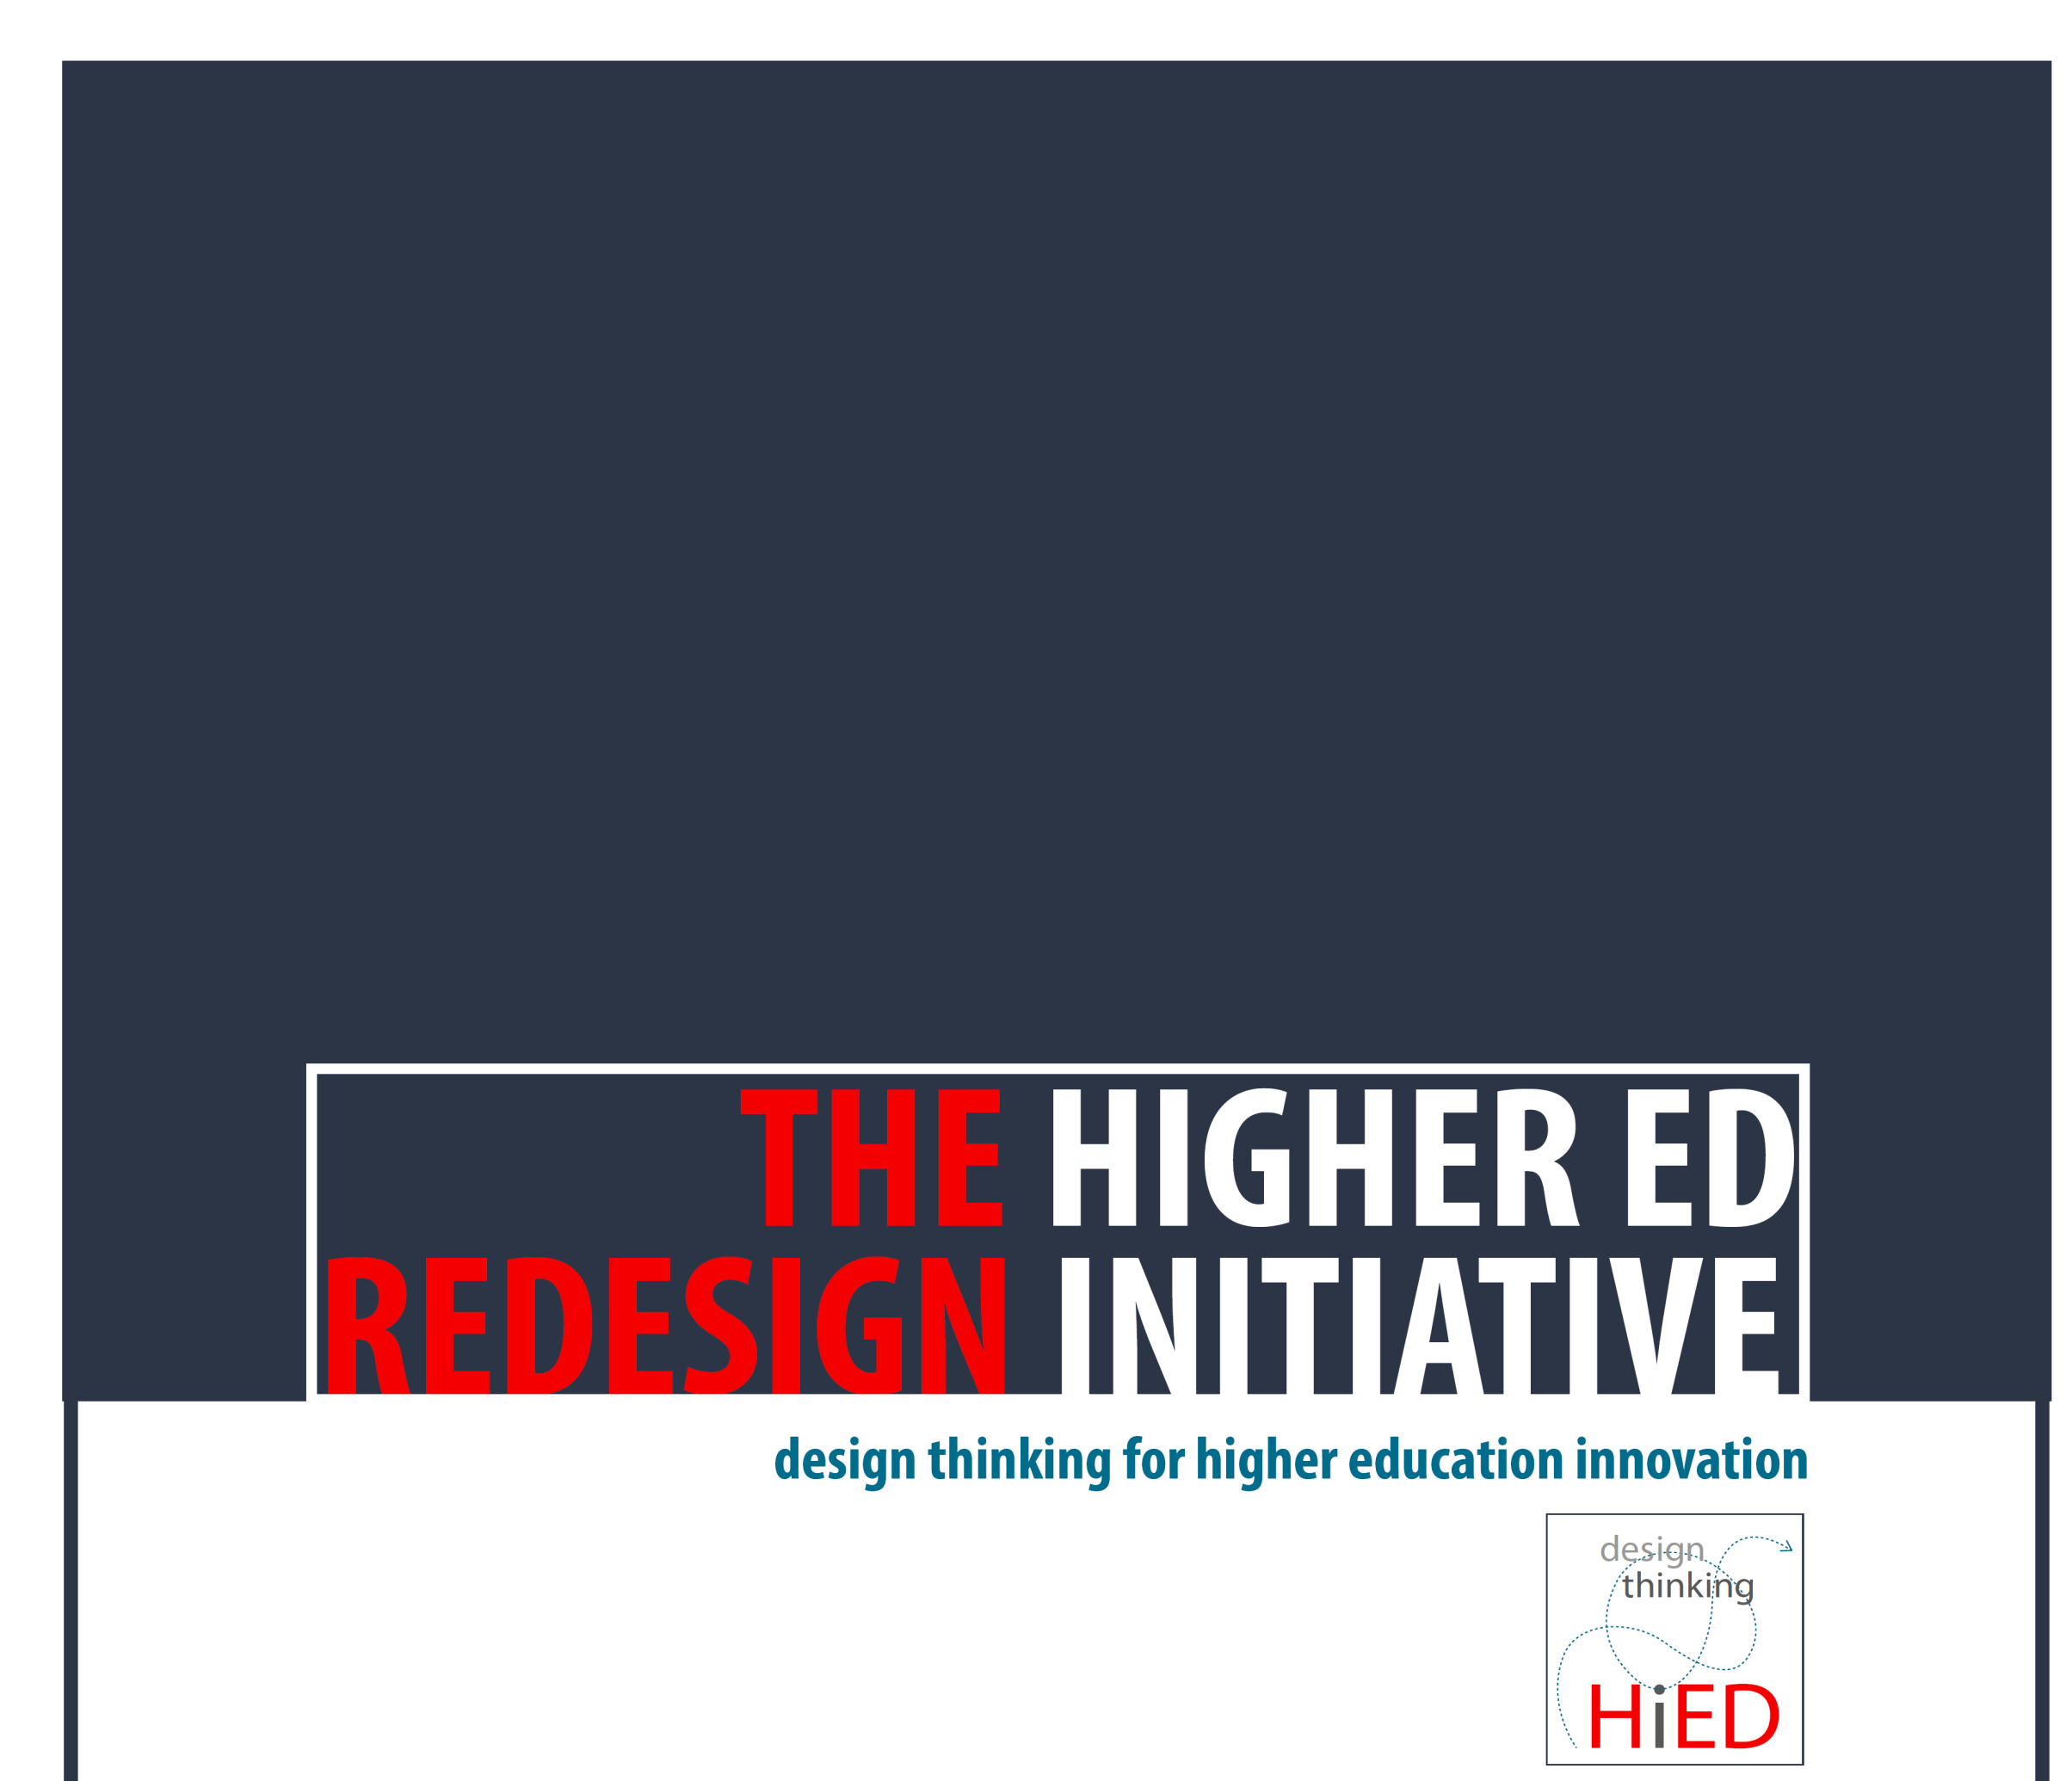 THE HIGHER ED
REDESIGN INITIATIVE
design thinking for higher education innovation
design
thinking
HiED